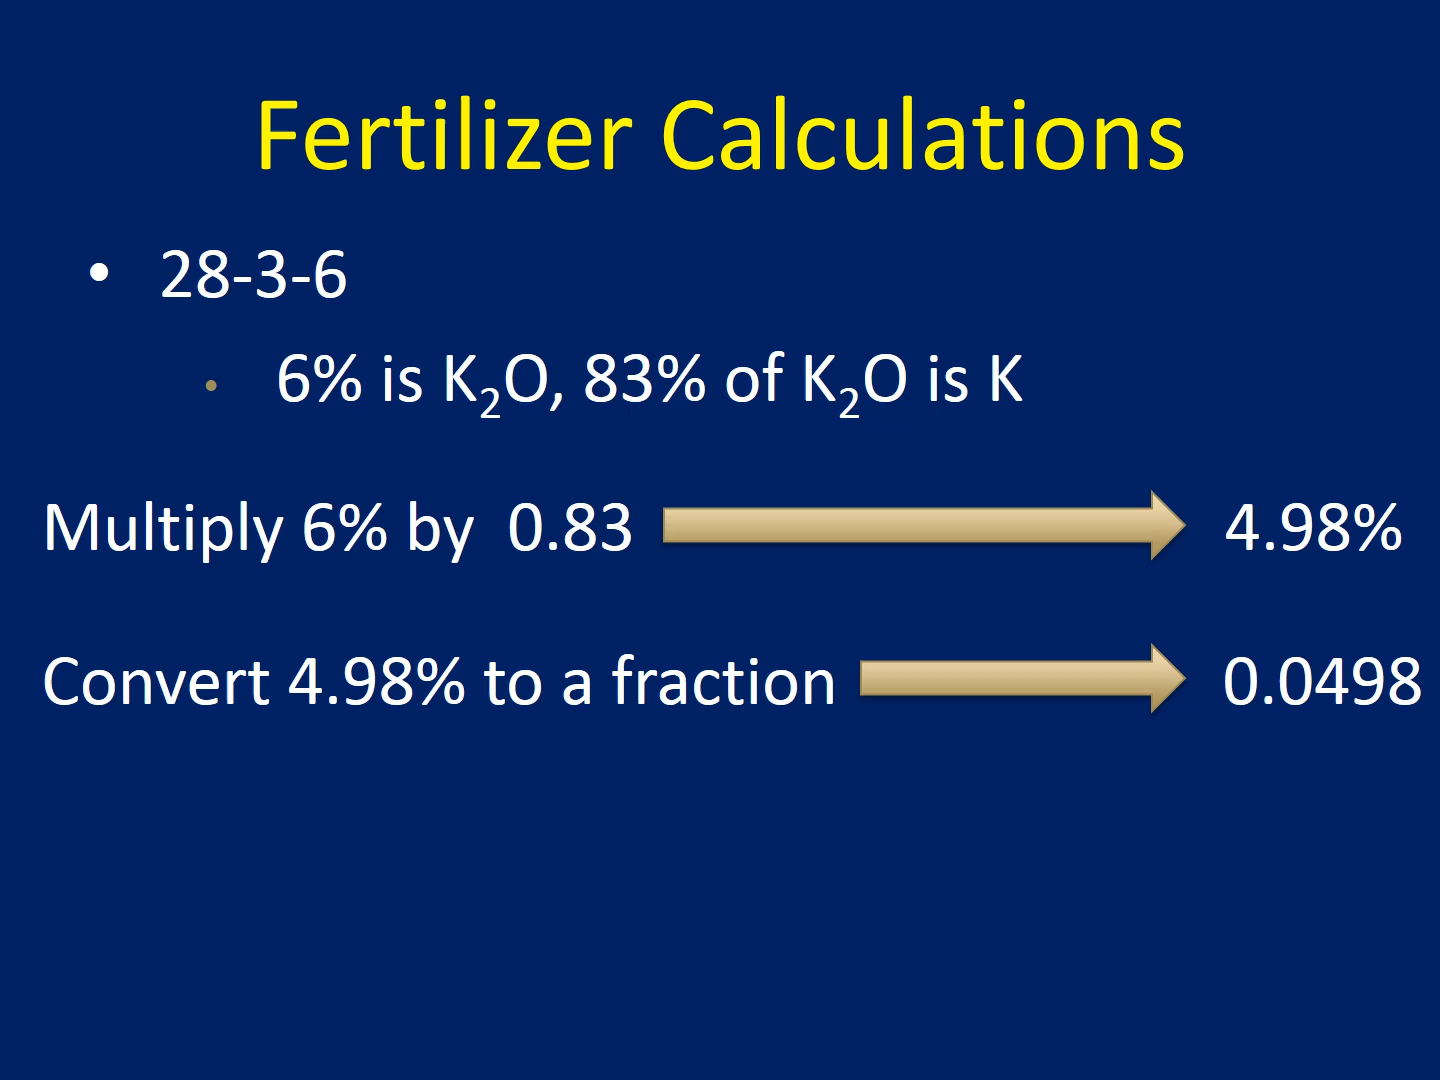 Fertilizer Calculations
• 28-3-6
• 6% is K₂O, 83% of K₂O is K
Multiply 6% by 0.83 4.98%
Convert 4.98% to a fraction 0.0498